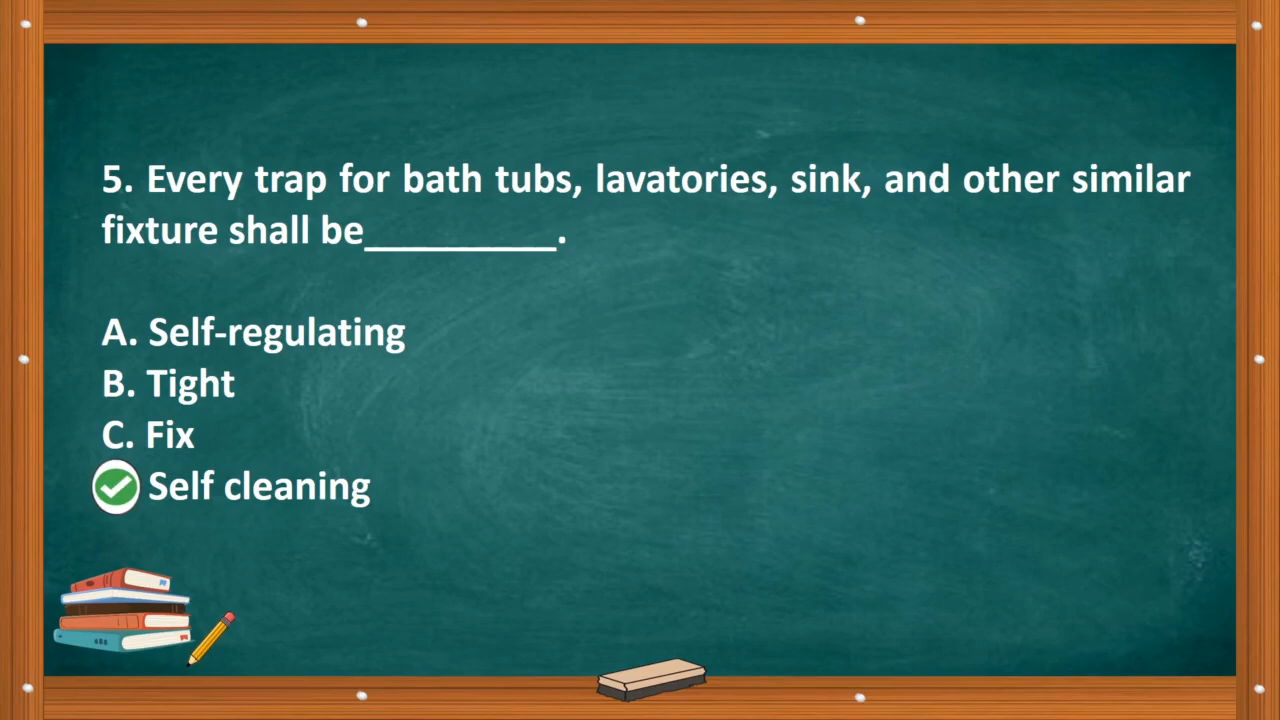 5. Every trap for bath tubs, lavatories, sink, and other similar
fixture shall be_________.
A. Self-regulating
B. Tight
C. Fix
Self cleaning